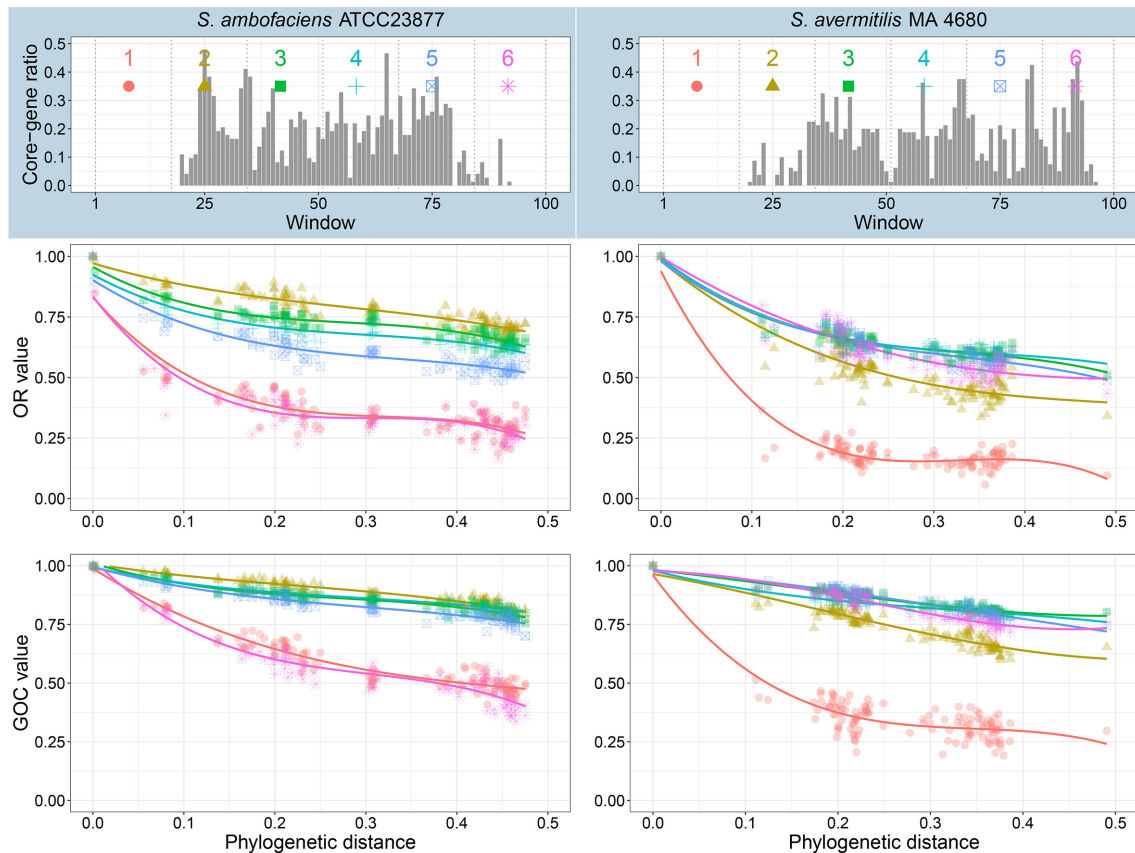 S. ambofaciens ATCC23877
S. avermitilis MA 4680
Core−gene ratio
0.5
0.4
0.3
0.2
0.1
0.0
1 2 3 4 5 6
1 25 50 75 100
Window
0.5
0.4
0.3
0.2
0.1
0.0
1 2 3 4 5 6
1 25 50 75 100
Window
OR value
1.00
0.75
0.50
0.25
0.00
0.0 0.1 0.2 0.3 0.4 0.5
1.00
0.75
0.50
0.25
0.00
0.0 0.1 0.2 0.3 0.4 0.5
GOC value
1.00
0.75
0.50
0.25
0.00
0.0 0.1 0.2 0.3 0.4 0.5
Phylogenetic distance
1.00
0.75
0.50
0.25
0.00
0.0 0.1 0.2 0.3 0.4 0.5
Phylogenetic distance